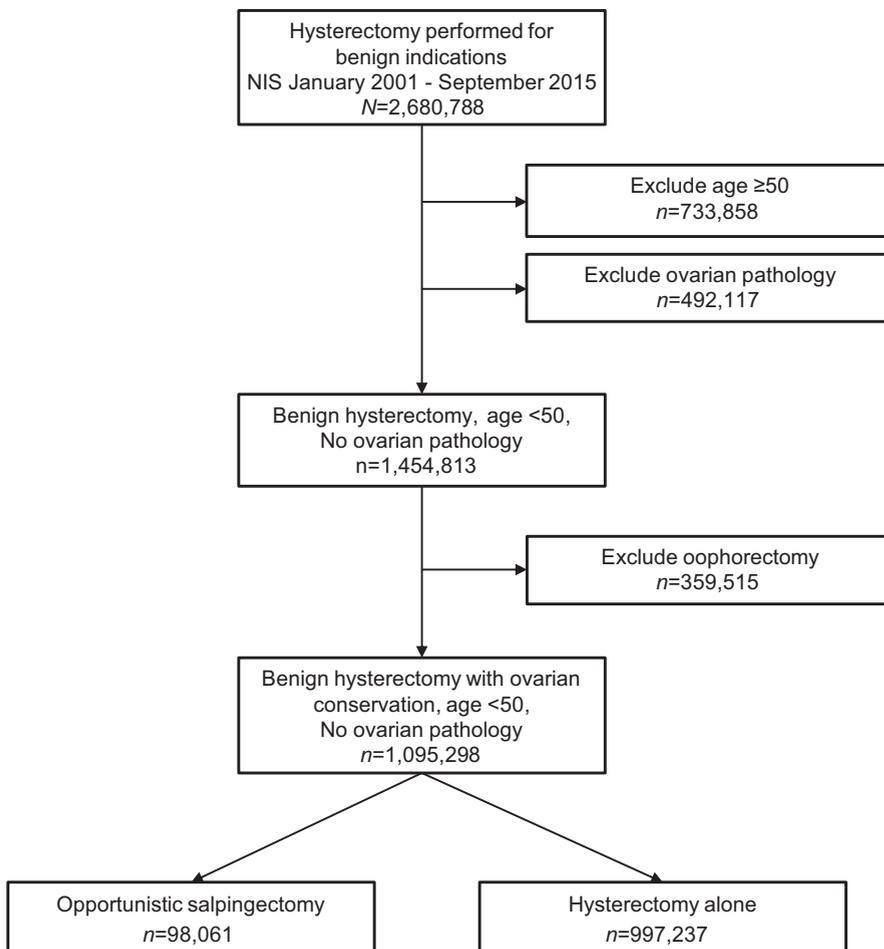 Hysterectomy performed for
benign indications
NIS January 2001 - September 2015
N=2,680,788
Exclude age ≥50
n=733,858
Exclude ovarian pathology
n=492,117
Benign hysterectomy, age <50,
No ovarian pathology
n=1,454,813
Exclude oophorectomy
n=359,515
Benign hysterectomy with ovarian
conservation, age <50,
No ovarian pathology
n=1,095,298
Opportunistic salpingectomy
n=98,061
Hysterectomy alone
n=997,237